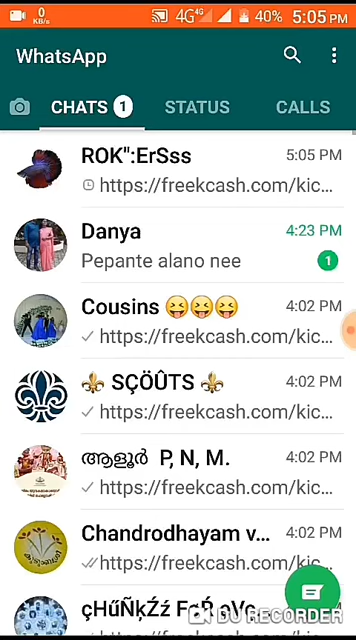 0
KB/s
4G 4G 40% 5:05 PM
WhatsApp
CHATS 1 STATUS CALLS
ROK":ErSss 5:05 PM
https://freekcash.com/kic...
Danya 4:23 PM
Pepante alano nee 1
Cousins 😝😝😝 4:02 PM
https://freekcash.com/kic...
⚜ SÇÖÛTS ⚜ 4:02 PM
https://freekcash.com/kic...
ആളൂർ P, N, M. 4:02 PM
https://freekcash.com/kic...
Chandrodhayam v... 4:02 PM
https://freekcash.com/kic...
DU RECORDER